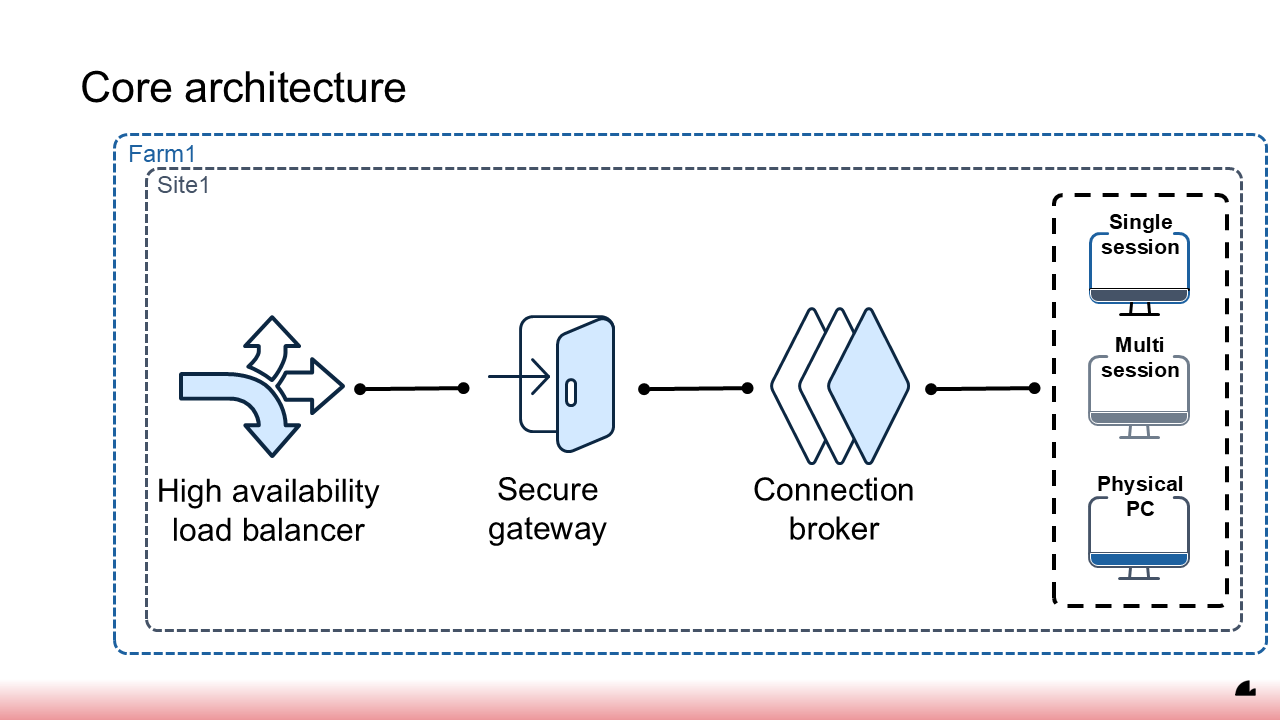 Core architecture
Farm1
Site1
Single
session
Multi
session
Physical
PC
High availability
load balancer
Secure
gateway
Connection
broker